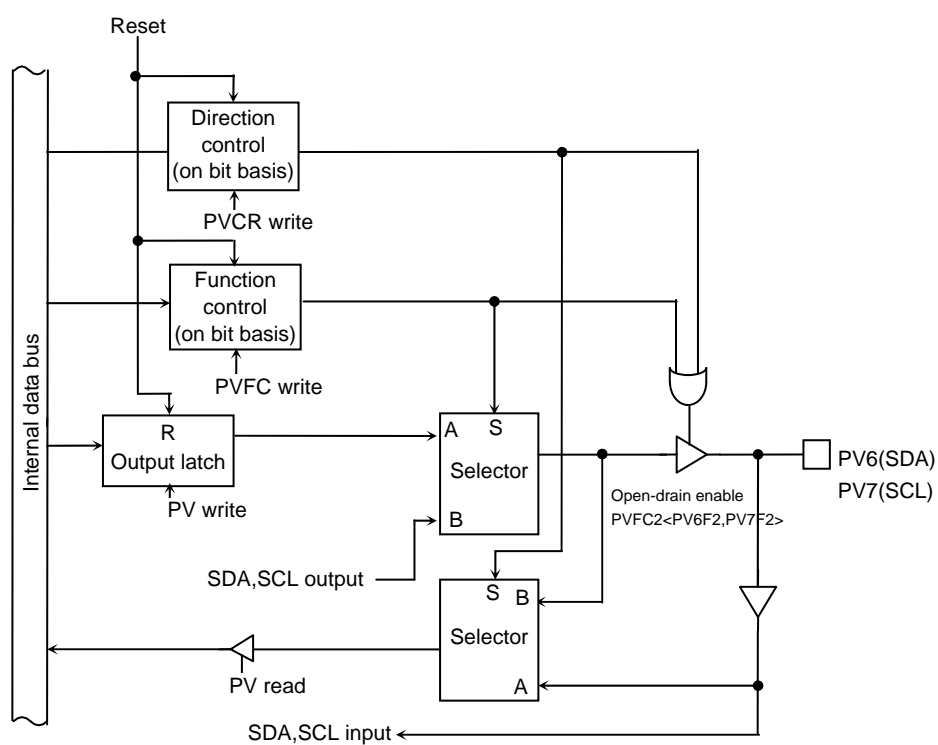 Reset
Direction
control
(on bit basis)
PVCR write
Function
control
(on bit basis)
PVFC write
Internal data bus
R
Output latch
PV write
A
S
Selector
B
SDA,SCL output
PV6(SDA)
PV7(SCL)
Open-drain enable
PVFC2<PV6F2,PV7F2>
S
B
Selector
A
PV read
SDA,SCL input